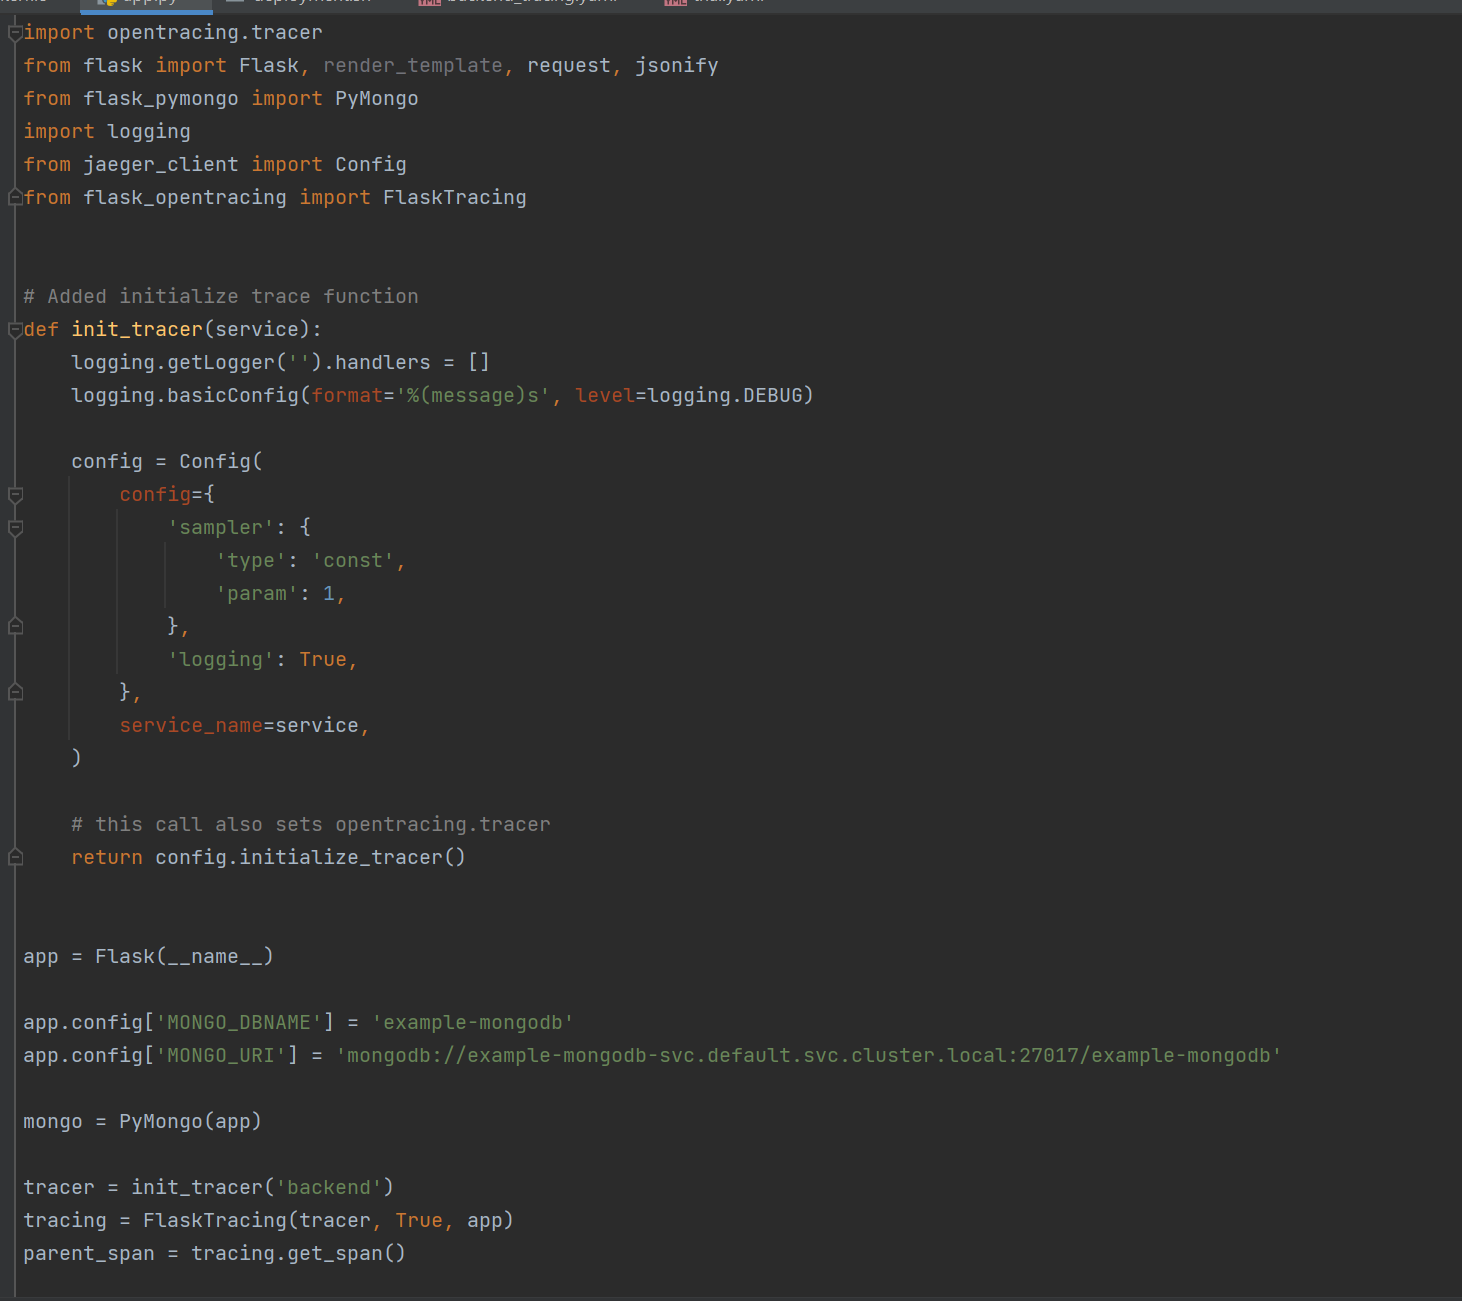 import opentracing.tracer
from flask import Flask, render_template, request, jsonify
from flask_pymongo import PyMongo
import logging
from jaeger_client import Config
from flask_opentracing import FlaskTracing
# Added initialize trace function
def init_tracer(service):
    logging.getLogger('').handlers = []
    logging.basicConfig(format='%(message)s', level=logging.DEBUG)
    config = Config(
        config={
            'sampler': {
                'type': 'const',
                'param': 1,
            },
            'logging': True,
        },
        service_name=service,
    )
    # this call also sets opentracing.tracer
    return config.initialize_tracer()
app = Flask(__name__)
app.config['MONGO_DBNAME'] = 'example-mongodb'
app.config['MONGO_URI'] = 'mongodb://example-mongodb-svc.default.svc.cluster.local:27017/example-mongodb'
mongo = PyMongo(app)
tracer = init_tracer('backend')
tracing = FlaskTracing(tracer, True, app)
parent_span = tracing.get_span()